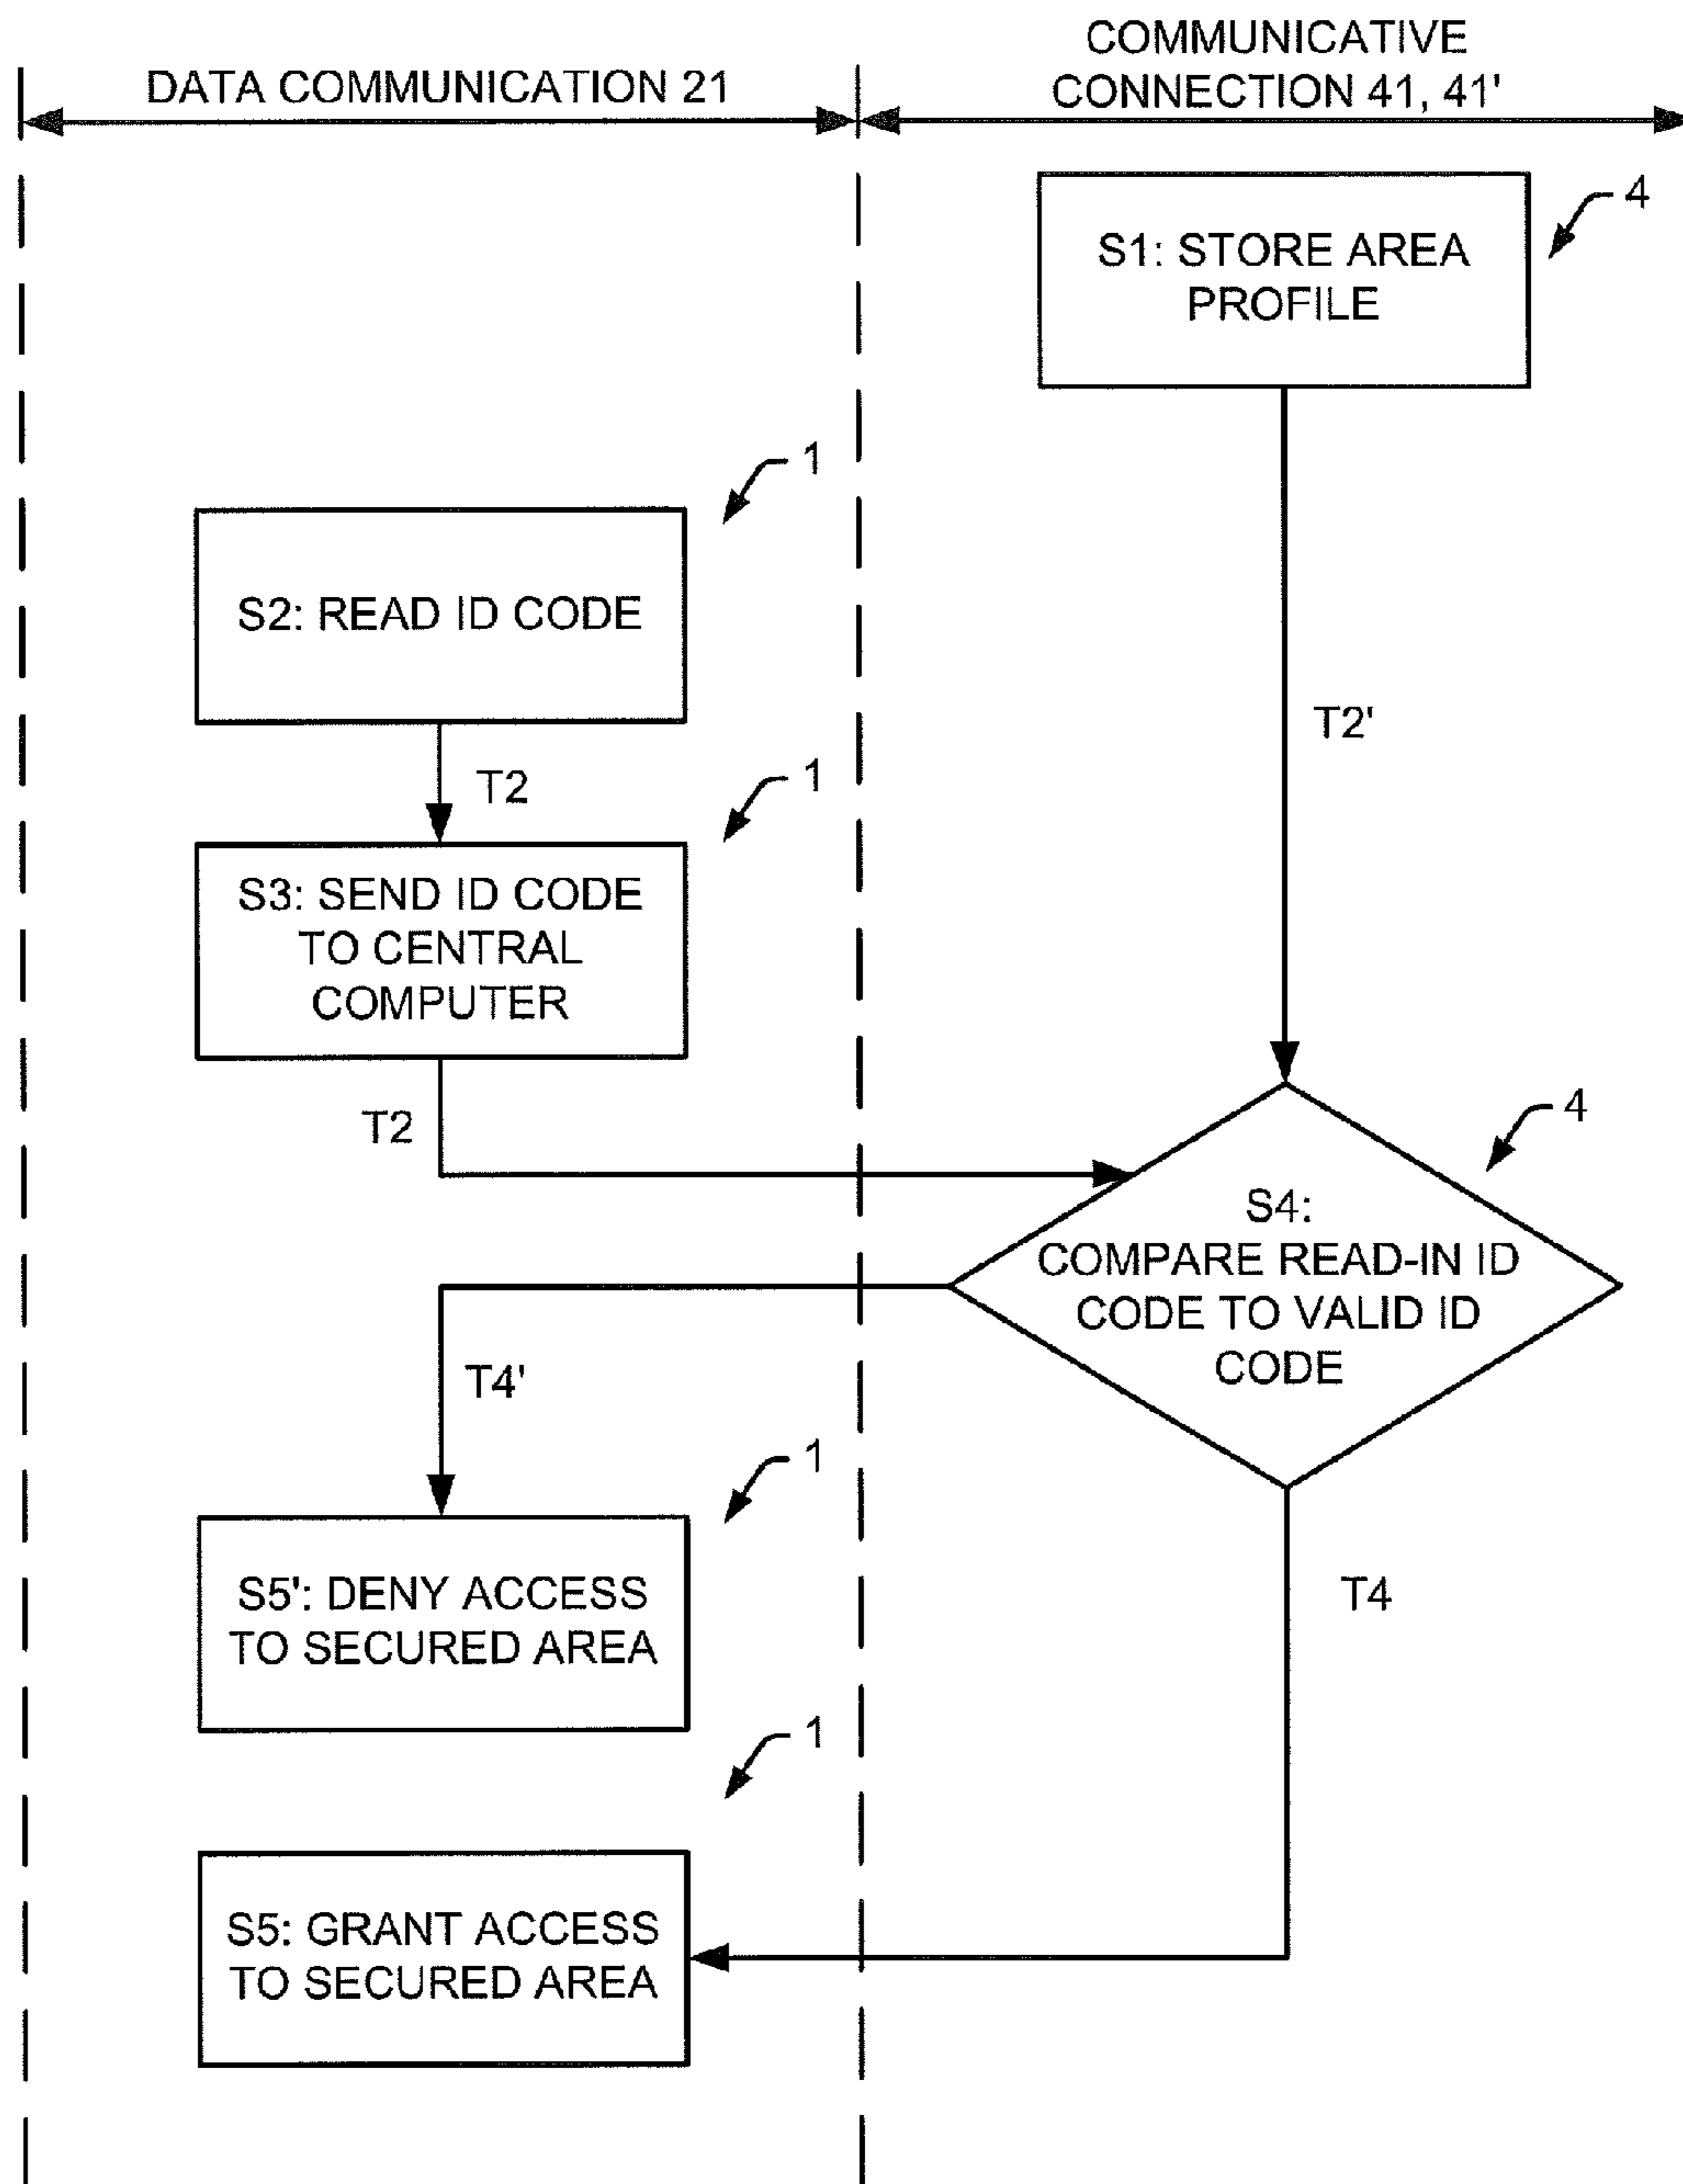 DATA COMMUNICATION 21
COMMUNICATIVE
CONNECTION 41, 41'
4
S1: STORE AREA
PROFILE
1
S2: READ ID CODE
T2'
T2
1
S3: SEND ID CODE
TO CENTRAL
COMPUTER
T2
4
S4:
COMPARE READ-IN ID
CODE TO VALID ID
CODE
T4'
1
S5': DENY ACCESS
TO SECURED AREA
T4
1
S5: GRANT ACCESS
TO SECURED AREA